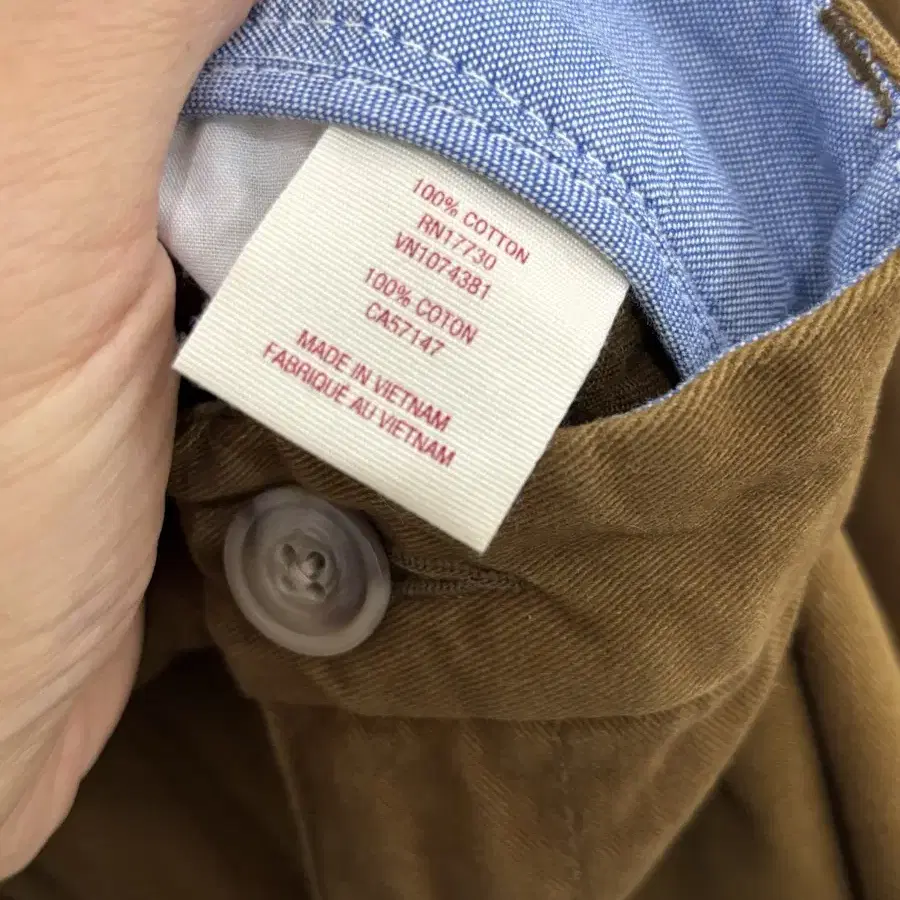 100% COTTON
RN17730
VN1074381
100% COTON
CA57147
MADE IN VIETNAM
FABRIQUÉ AU VIETNAM